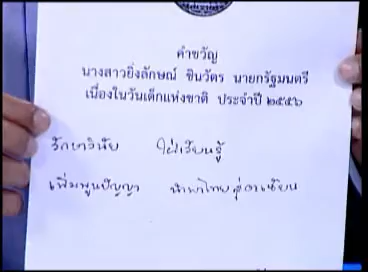 คำขวัญ
นางสาวยิ่งลักษณ์ ชินวัตร นายกรัฐมนตรี
เนื่องในวันเด็กแห่งชาติ ประจำปี ๒๕๕๖
รักษาวินัย ใฝ่เรียนรู้
เพิ่มพูนปัญญา นำพาไทยสู่อาเซียน